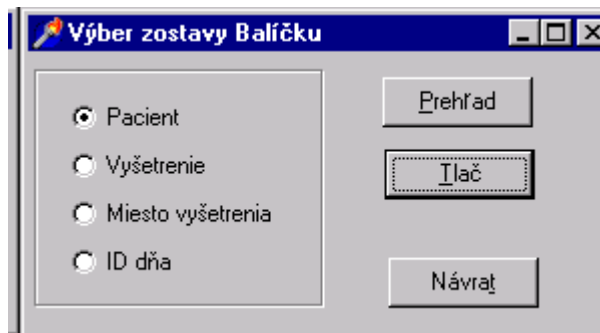 Výber zostavy Balíčku
Pacient
Vyšetrenie
Miesto vyšetrenia
ID dňa
Prehľad
Tlač
Návrat